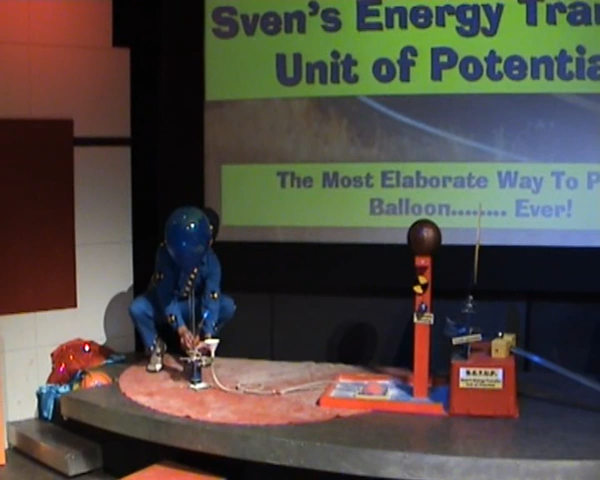 Sven's Energy Tra
Unit of Potentia
The Most Elaborate Way To P
Balloon........ Ever!
S.E.T.U.P.